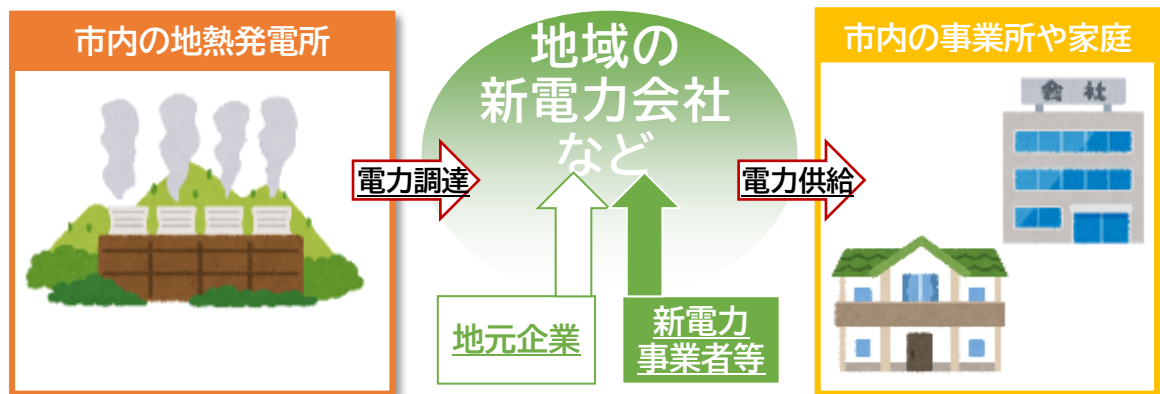 市内の地熱発電所
地域の
新電力会社
など
市内の事業所や家庭
会社
電力調達
電力供給
地元企業
新電力
事業者等